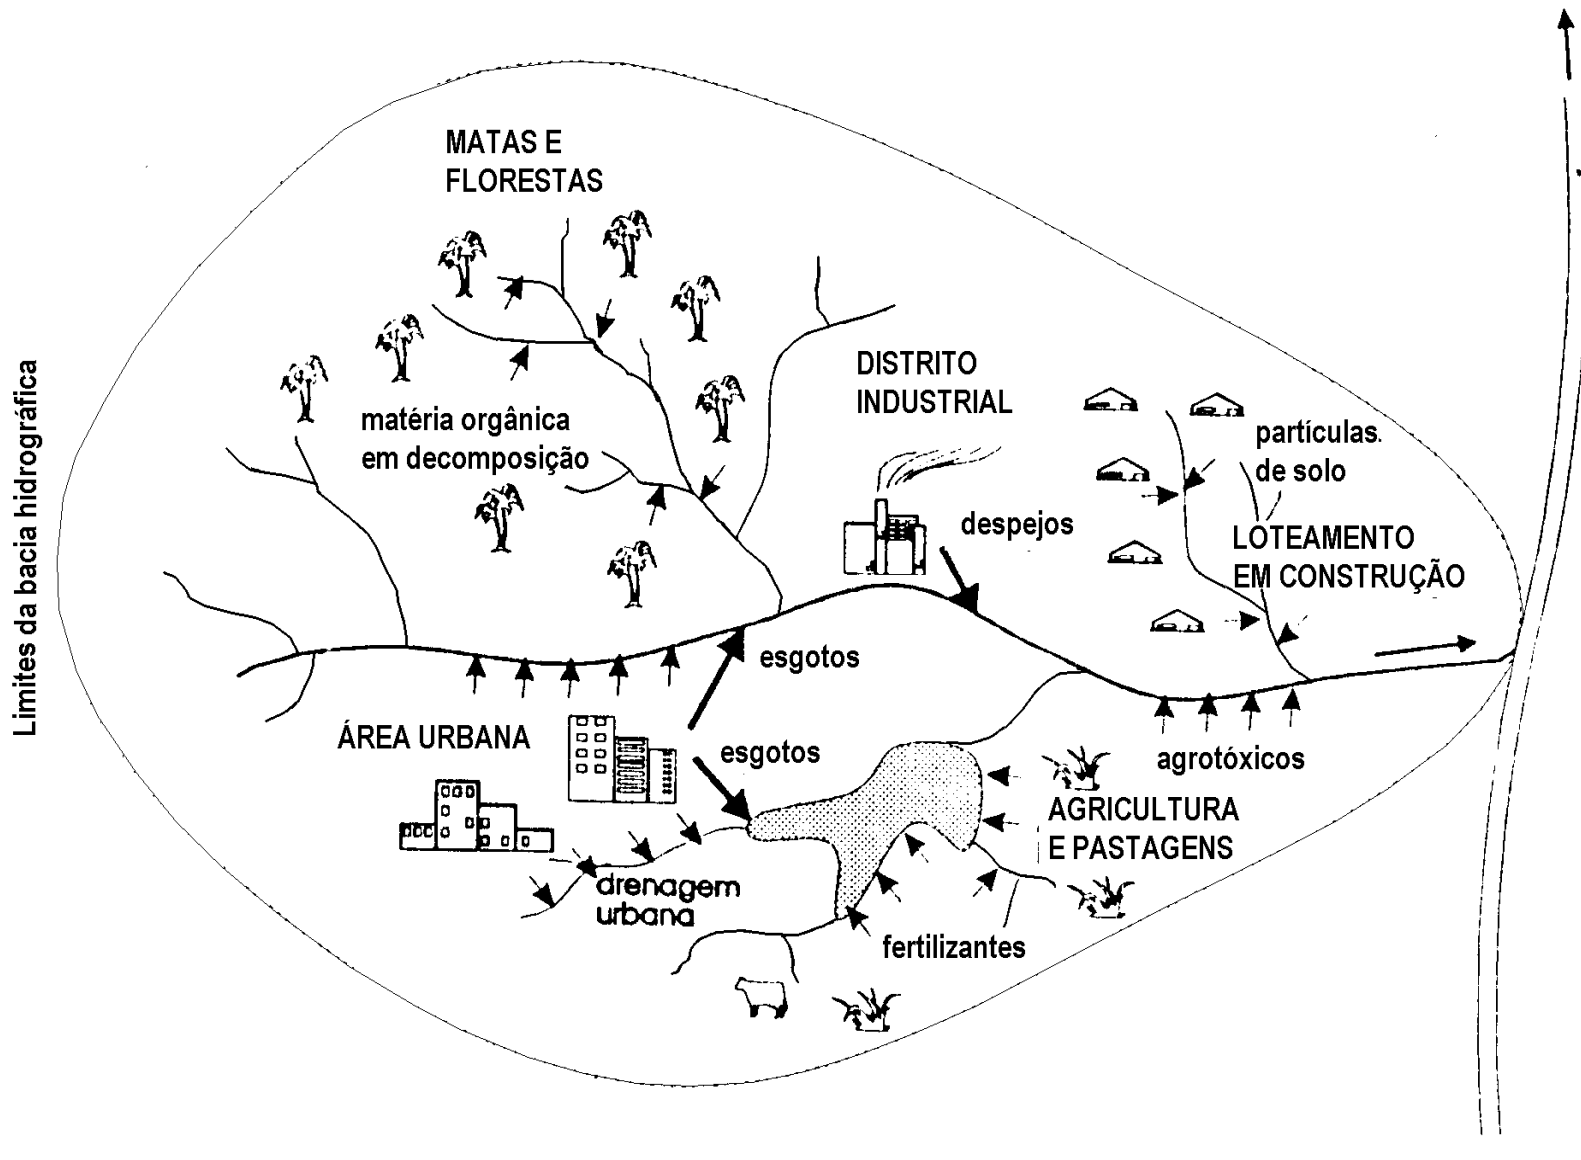 Limites da bacia hidrográfica
MATAS E
FLORESTAS
matéria orgânica
em decomposição
DISTRITO
INDUSTRIAL
despejos
partículas
de solo
LOTEAMENTO
EM CONSTRUÇÃO
esgotos
ÁREA URBANA
esgotos
agrotóxicos
AGRICULTURA
E PASTAGENS
drenagem
urbana
fertilizantes